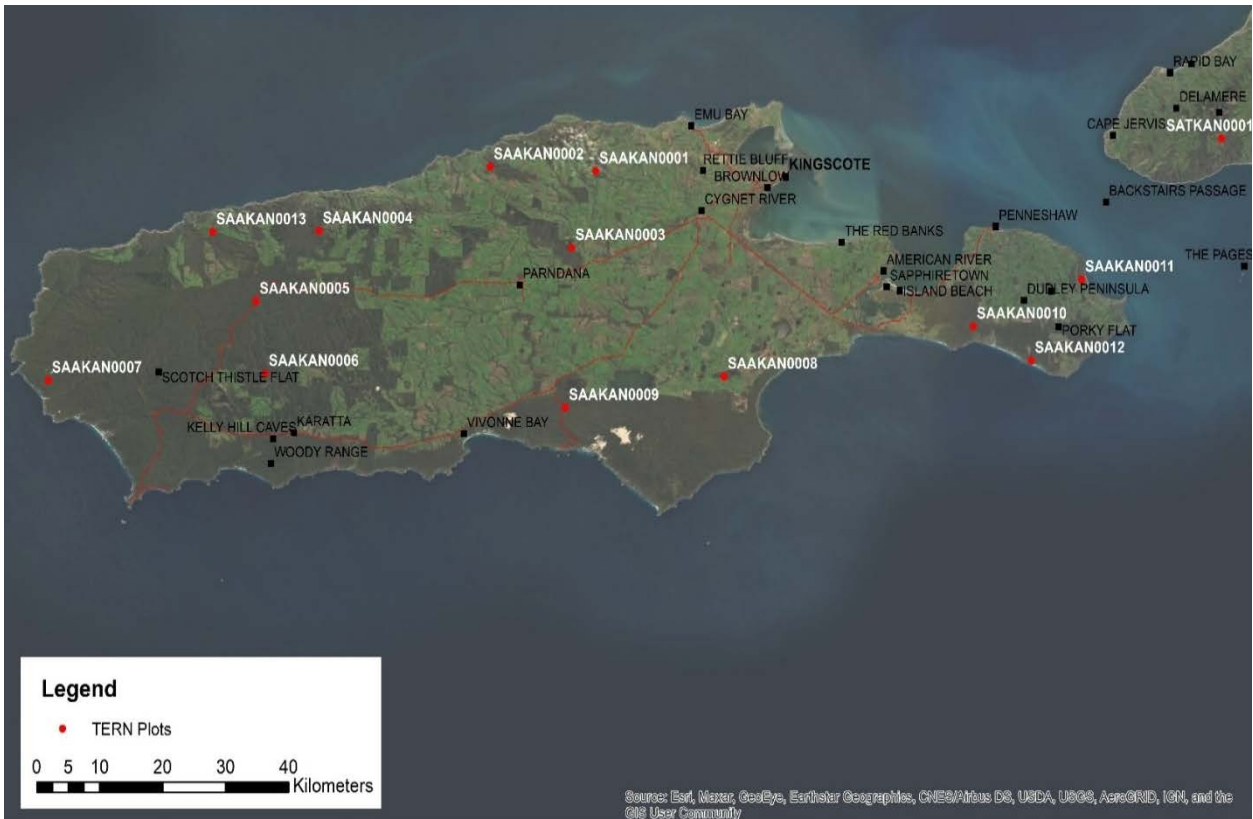 RAPID BAY
DELAMERE
CAPE JERVIS
SATKAN0001
EMU BAY
SAAKAN0002
SAAKAN0001
RETTIE BLUFF
BROWNLOW
KINGSCOTE
CYGNET RIVER
BACKSTAIRS PASSAGE
SAAKAN0013
SAAKAN0004
PENNESHAW
SAAKAN0003
THE RED BANKS
THE PAGES
PARNDANA
AMERICAN RIVER
SAPPHIRETOWN
ISLAND BEACH
SAAKAN0011
DUDLEY PENINSULA
SAAKAN0005
SAAKAN0010
PORKY FLAT
SAAKAN0012
SAAKAN0007
SCOTCH THISTLE FLAT
SAAKAN0006
SAAKAN0008
SAAKAN0009
KELLY HILL CAVES
KARATTA
VIVONNE BAY
WOODY RANGE
Legend
TERN Plots
0 5 10 20 30 40
Kilometers
Source: Esri, Maxar, GeoEye, Earthstar Geographics, CNES/Airbus DS, USDA, USGS, AeroGRID, IGN, and the
GIS User Community